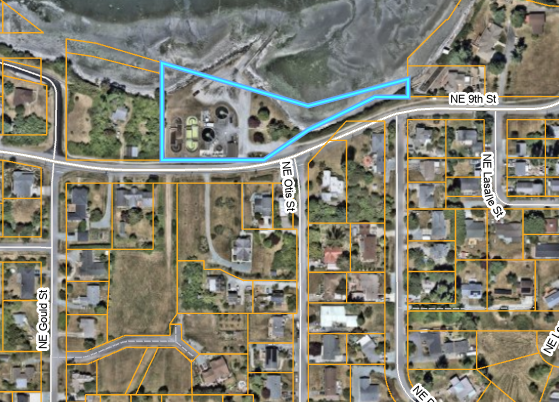 NE 9th St
NE Otis St
NE Lasalle St
NE Gould St